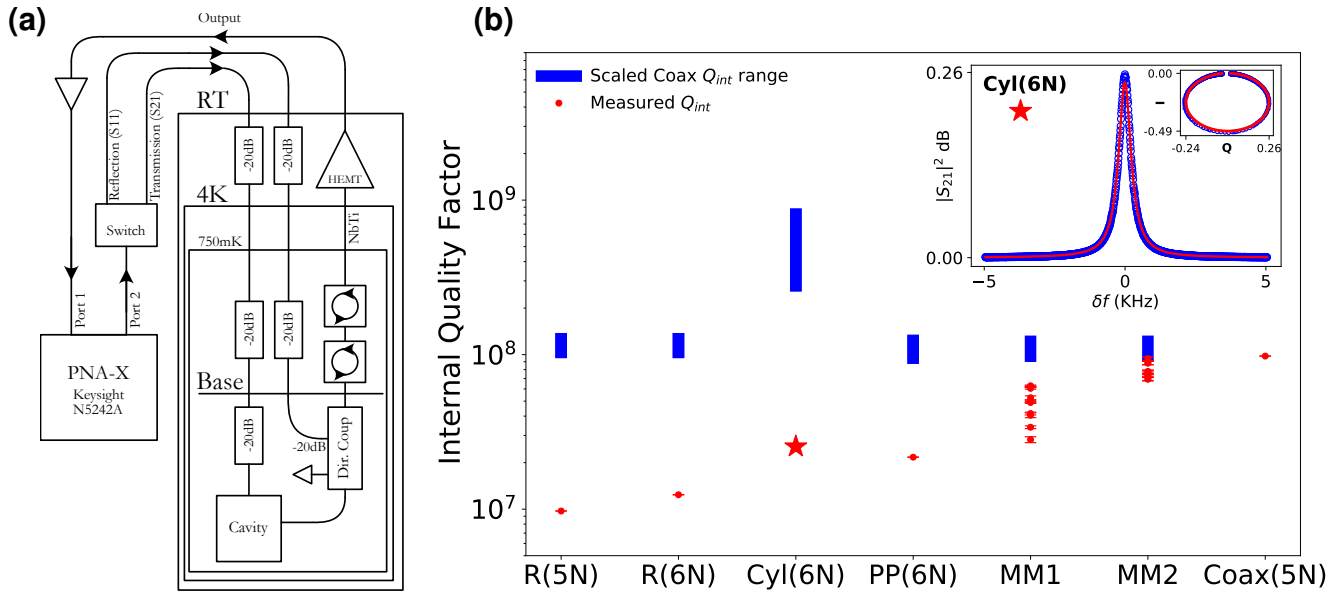 (a)
Output
Reflection (S11)
Transmission (S21)
RT
-20dB
-20dB
HEMT
4K
Switch
NbTi
750mK
Port 1
Port 2
-20dB
-20dB
PNA-X
Keysight
N5242A
Base
-20dB
-20dB
Dir. Coup
Cavity
(b)
Internal Quality Factor
10^9
10^8
10^7
Scaled Coax Q_int range
Measured Q_int
Cyl(6N)
|S_21|^2 dB
0.26
0.00
−5
0
5
δf (KHz)
I
0.00
-0.49
-0.24
0.26
Q
R(5N)
R(6N)
Cyl(6N)
PP(6N)
MM1
MM2
Coax(5N)